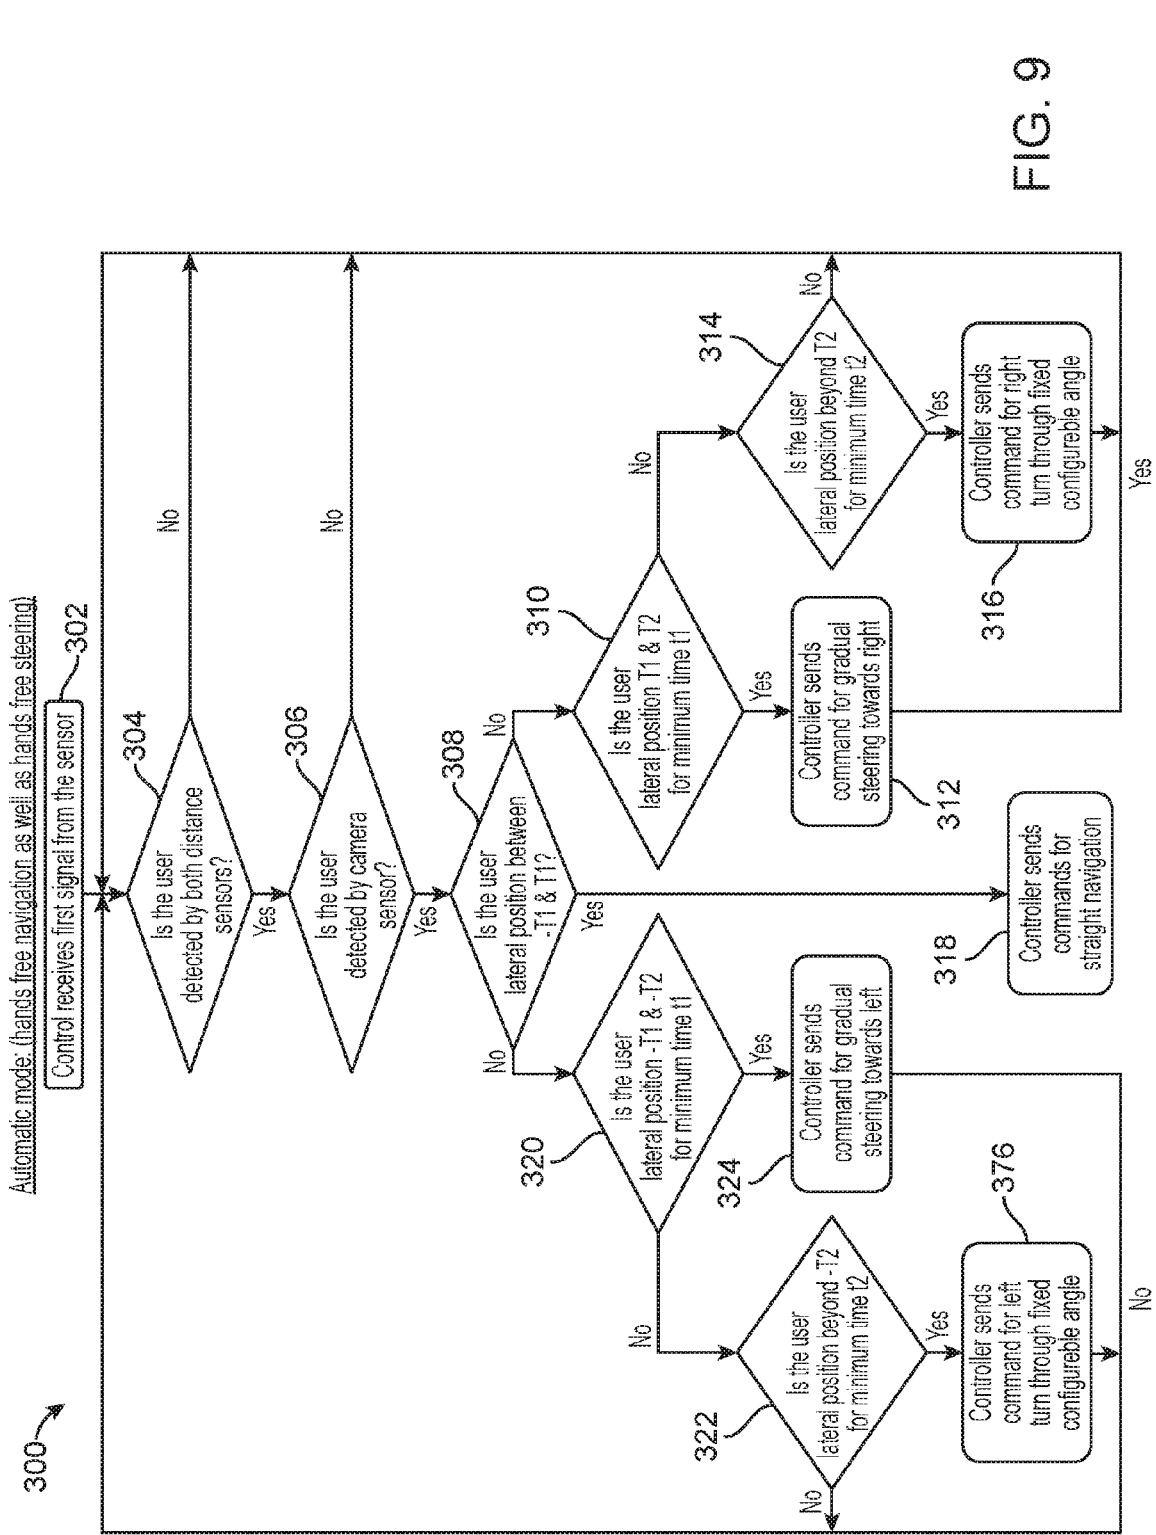 300
Automatic mode: (hands free navigation as well as hands free steering)
Control receives first signal from the sensor
302
Is the user
detected by both distance
sensors?
304
No
Yes
Is the user
detected by camera
sensor?
306
No
Yes
Is the user
lateral position between
-T1 & T1?
308
No
No
Yes
Is the user
lateral position -T1 & -T2
for minimum time t1
320
No
Yes
Is the user
lateral position T1 & T2
for minimum time t1
310
No
Yes
Is the user
lateral position beyond -T2
for minimum time t2
322
No
Yes
Controller sends
command for gradual
steering towards left
324
Controller sends
command for gradual
steering towards right
312
Is the user
lateral position beyond T2
for minimum time t2
314
No
Yes
Controller sends
command for left
turn through fixed
configureble angle
376
Controller sends
commands for
straight navigation
318
Controller sends
command for right
turn through fixed
configureble angle
316
No
Yes
FIG. 9